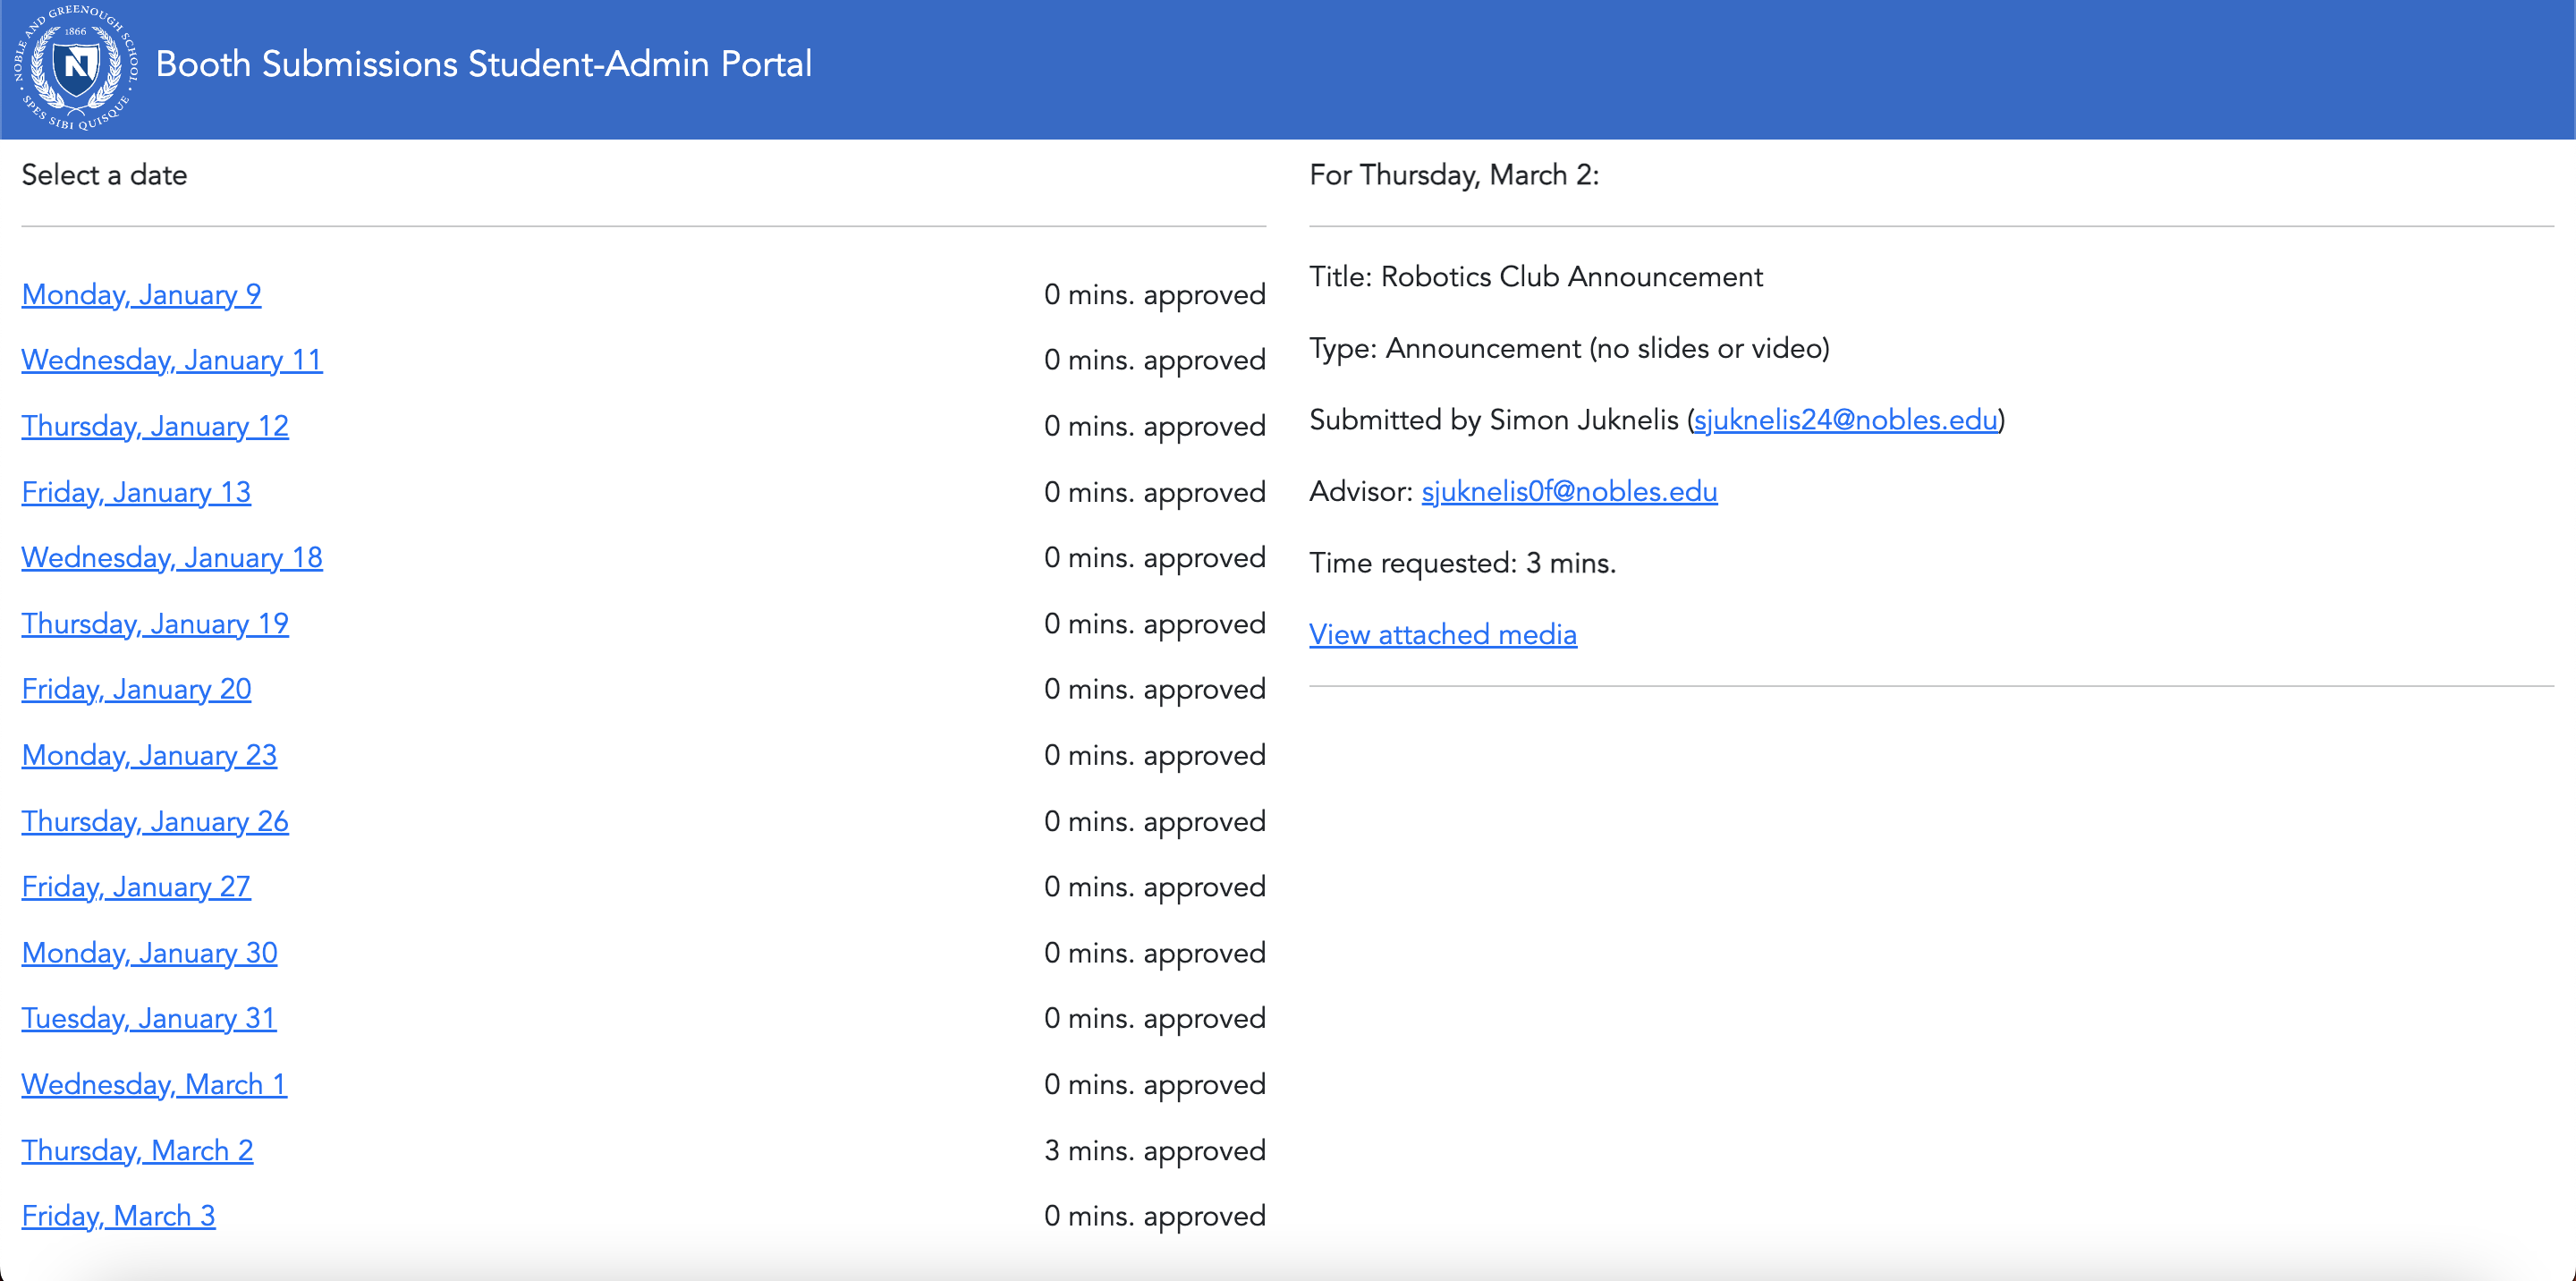 NOBLE AND GREENOUGH SCHOOL
1866
N
SPES SIBI QUISQUE
Booth Submissions Student-Admin Portal
Select a date
Monday, January 9 0 mins. approved
Wednesday, January 11 0 mins. approved
Thursday, January 12 0 mins. approved
Friday, January 13 0 mins. approved
Wednesday, January 18 0 mins. approved
Thursday, January 19 0 mins. approved
Friday, January 20 0 mins. approved
Monday, January 23 0 mins. approved
Thursday, January 26 0 mins. approved
Friday, January 27 0 mins. approved
Monday, January 30 0 mins. approved
Tuesday, January 31 0 mins. approved
Wednesday, March 1 0 mins. approved
Thursday, March 2 3 mins. approved
Friday, March 3 0 mins. approved
For Thursday, March 2:
Title: Robotics Club Announcement
Type: Announcement (no slides or video)
Submitted by Simon Juknelis (sjuknelis24@nobles.edu)
Advisor: sjuknelis0f@nobles.edu
Time requested: 3 mins.
View attached media